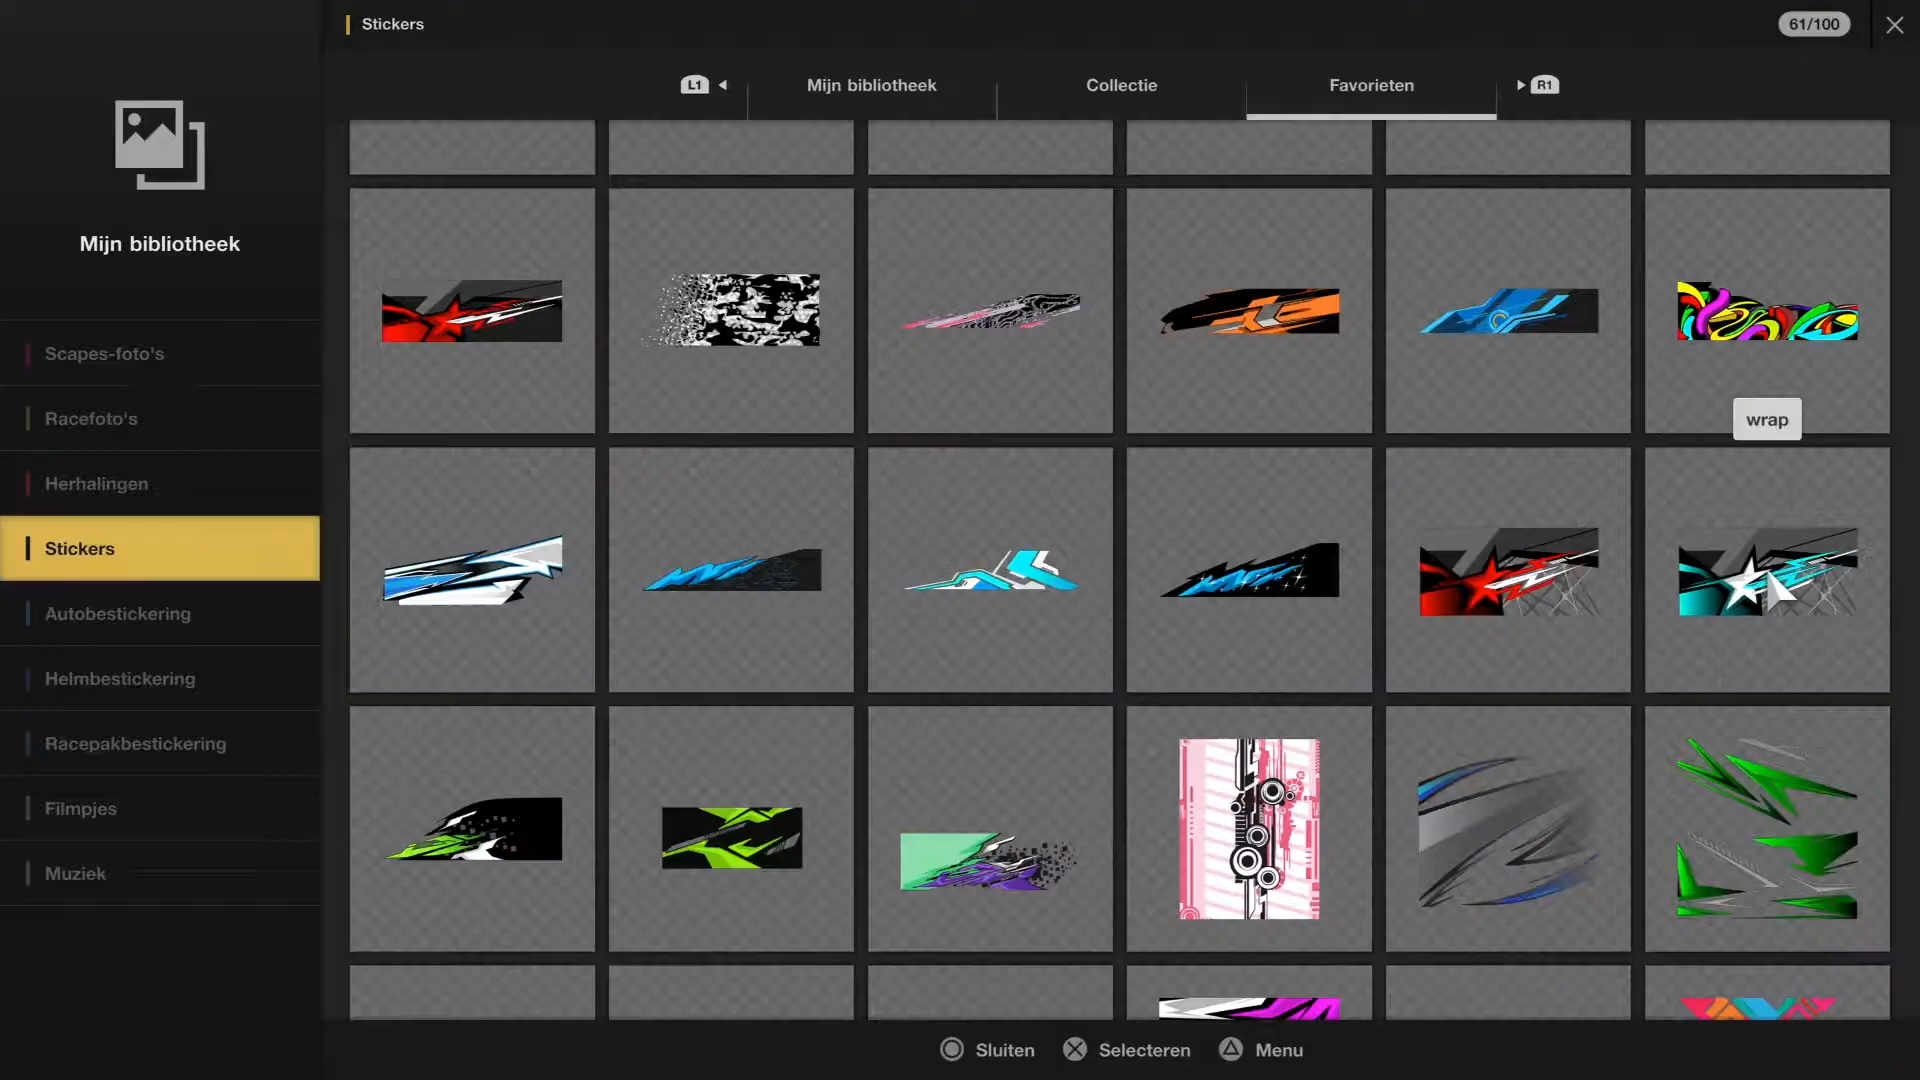 Stickers
61/100
L1
Mijn bibliotheek
Collectie
Favorieten
R1
Mijn bibliotheek
Scapes-foto's
Racefoto's
Herhalingen
Stickers
Autobestickering
Helmbestickering
Racepakbestickering
Filmpjes
Muziek
wrap
Sluiten
Selecteren
Menu